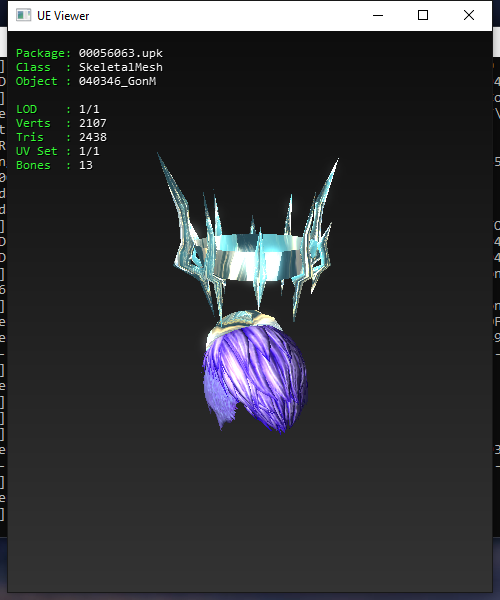 UE Viewer
Package: 00056063.upk
Class : SkeletalMesh
Object : 040346_GonM
LOD : 1/1
Verts : 2107
Tris : 2438
UV Set : 1/1
Bones : 13